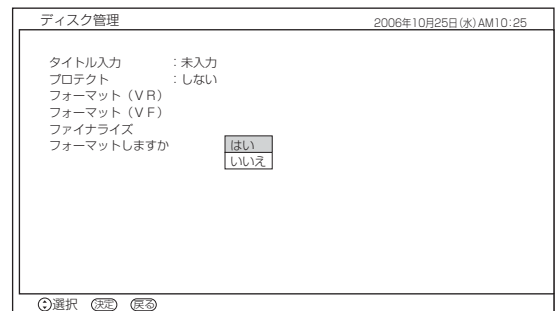 ディスク管理 2006年10月25日(水)AM10:25
タイトル入力 :未入力
プロテクト :しない
フォーマット(VR)
フォーマット(VF)
ファイナライズ
フォーマットしますか はい
いいえ
選択 決定 戻る